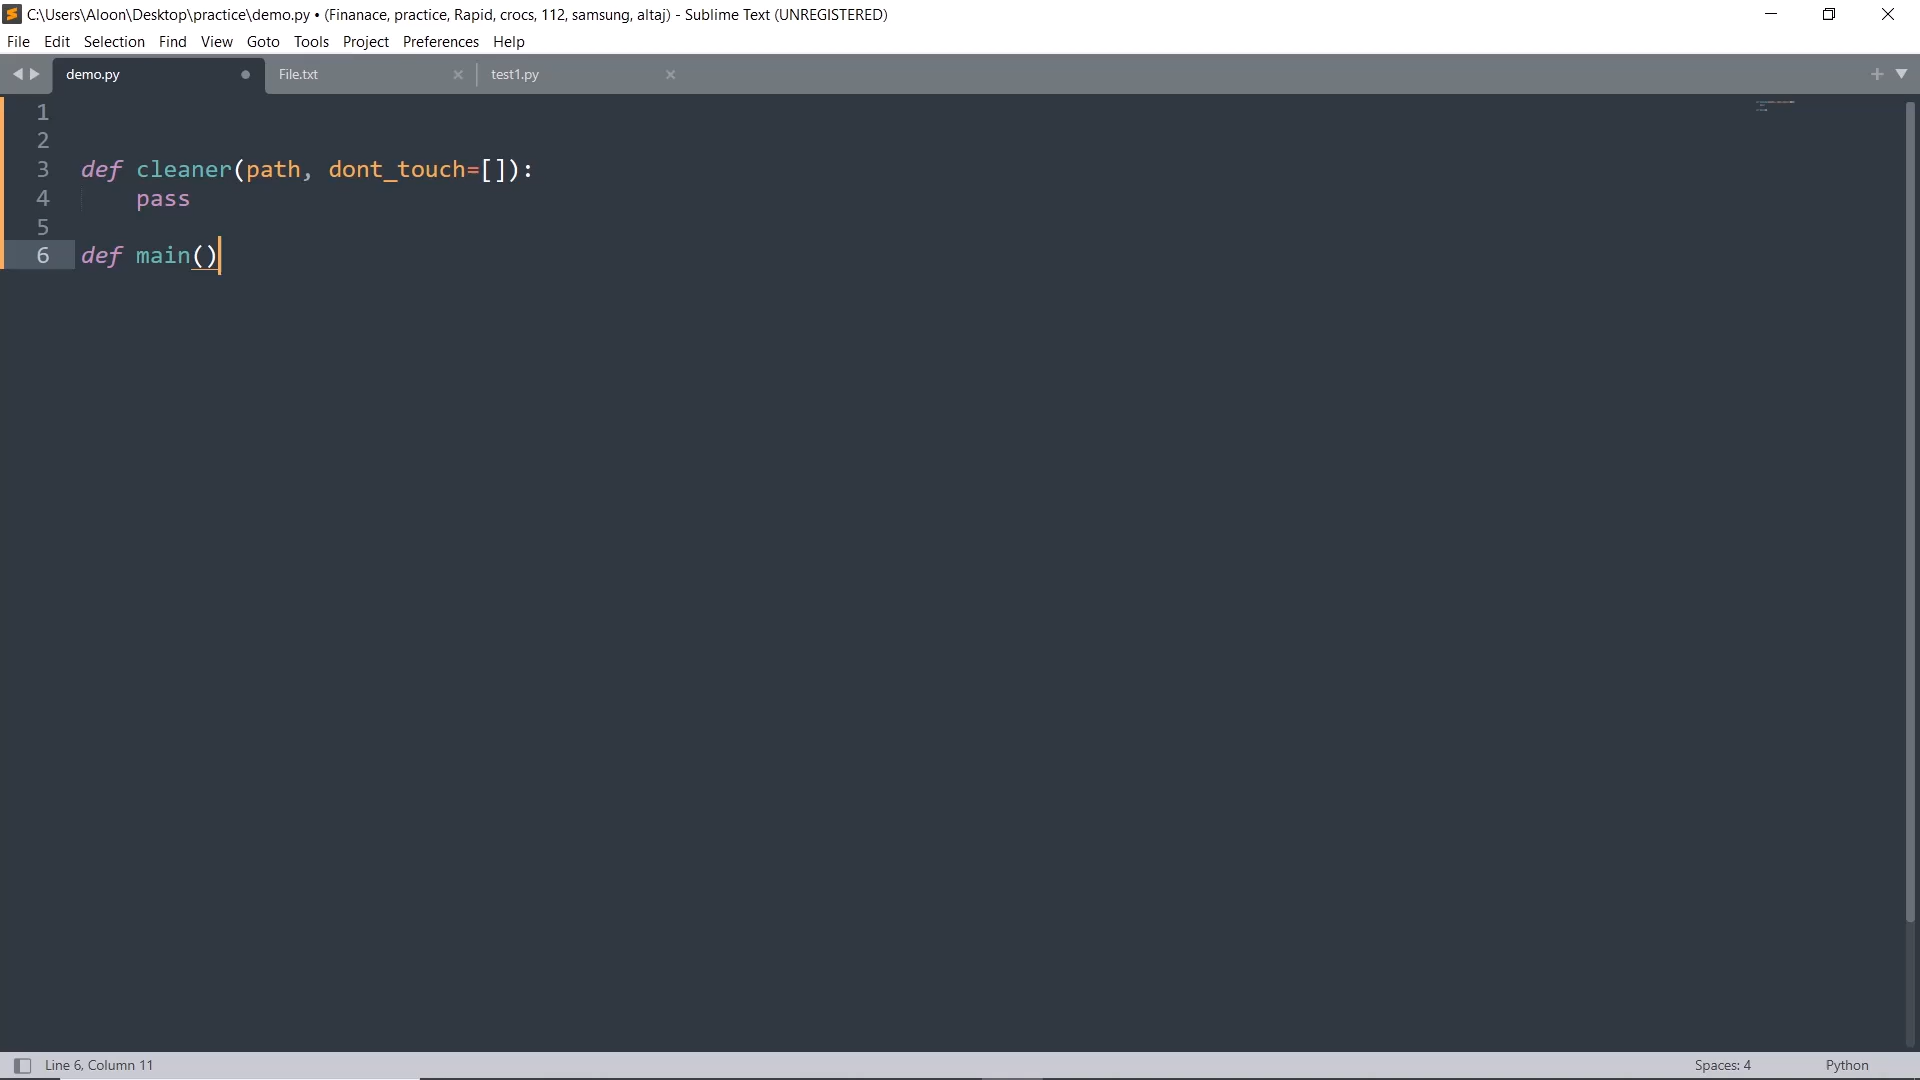 C:\Users\Aloon\Desktop\practice\demo.py • (Finanace, practice, Rapid, crocs, 112, samsung, altaj) - Sublime Text (UNREGISTERED)
File Edit Selection Find View Goto Tools Project Preferences Help
demo.py File.txt test1.py
1
2
3 def cleaner(path, dont_touch=[]):
4 pass
5
6 def main()
Line 6, Column 11 Spaces: 4 Python